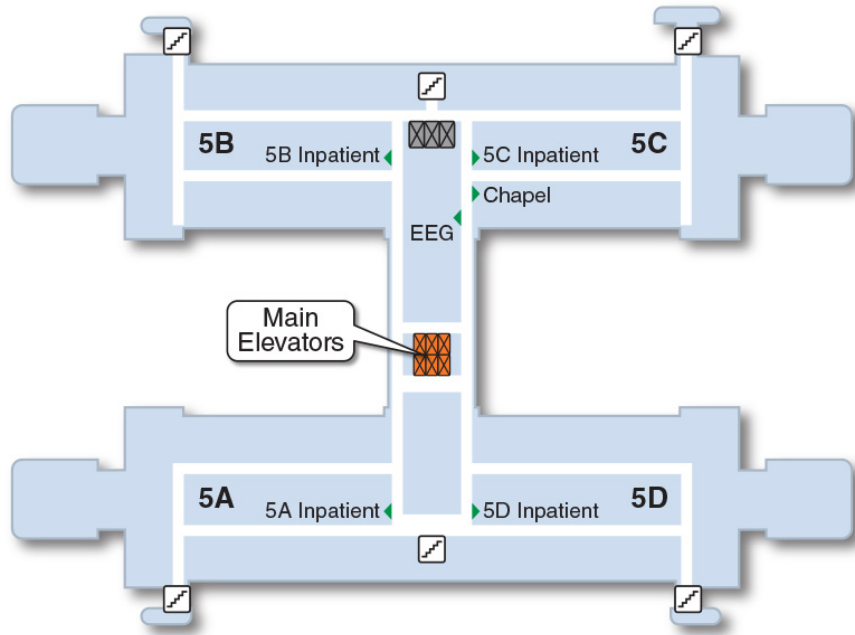 5B
5B Inpatient
5C Inpatient
5C
Chapel
EEG
Main
Elevators
5A
5A Inpatient
5D Inpatient
5D